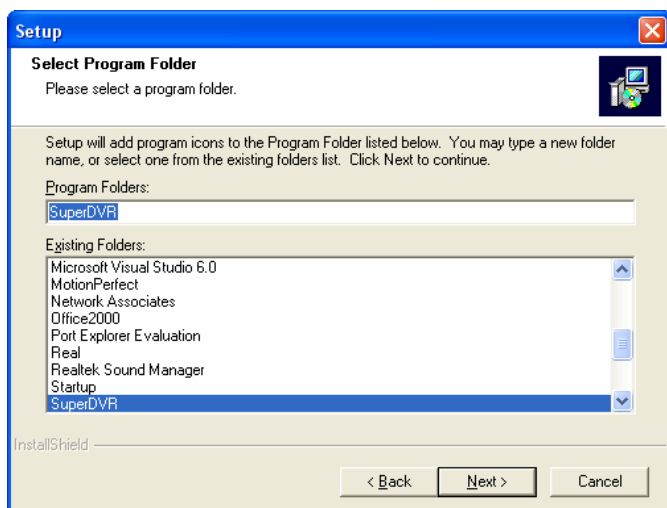 Setup
Select Program Folder
Please select a program folder.
Setup will add program icons to the Program Folder listed below. You may type a new folder
name, or select one from the existing folders list. Click Next to continue.
Program Folders:
SuperDVR
Existing Folders:
Microsoft Visual Studio 6.0
MotionPerfect
Network Associates
Office2000
Port Explorer Evaluation
Real
Realtek Sound Manager
Startup
SuperDVR
InstallShield
< Back
Next >
Cancel